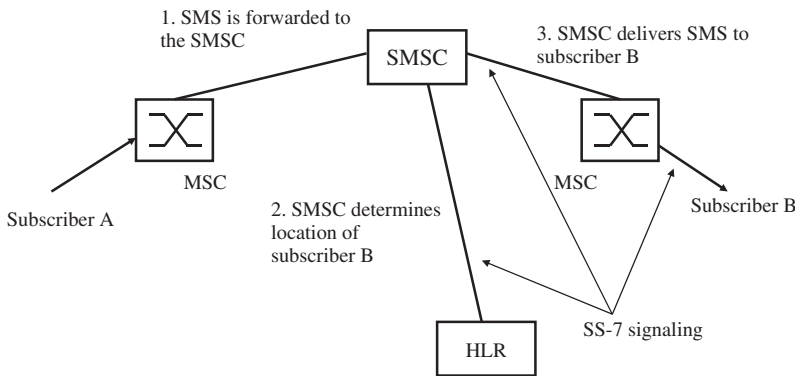 1. SMS is forwarded to
the SMSC
SMSC
3. SMSC delivers SMS to
subscriber B
MSC
MSC
Subscriber A
Subscriber B
2. SMSC determines
location of
subscriber B
SS-7 signaling
HLR